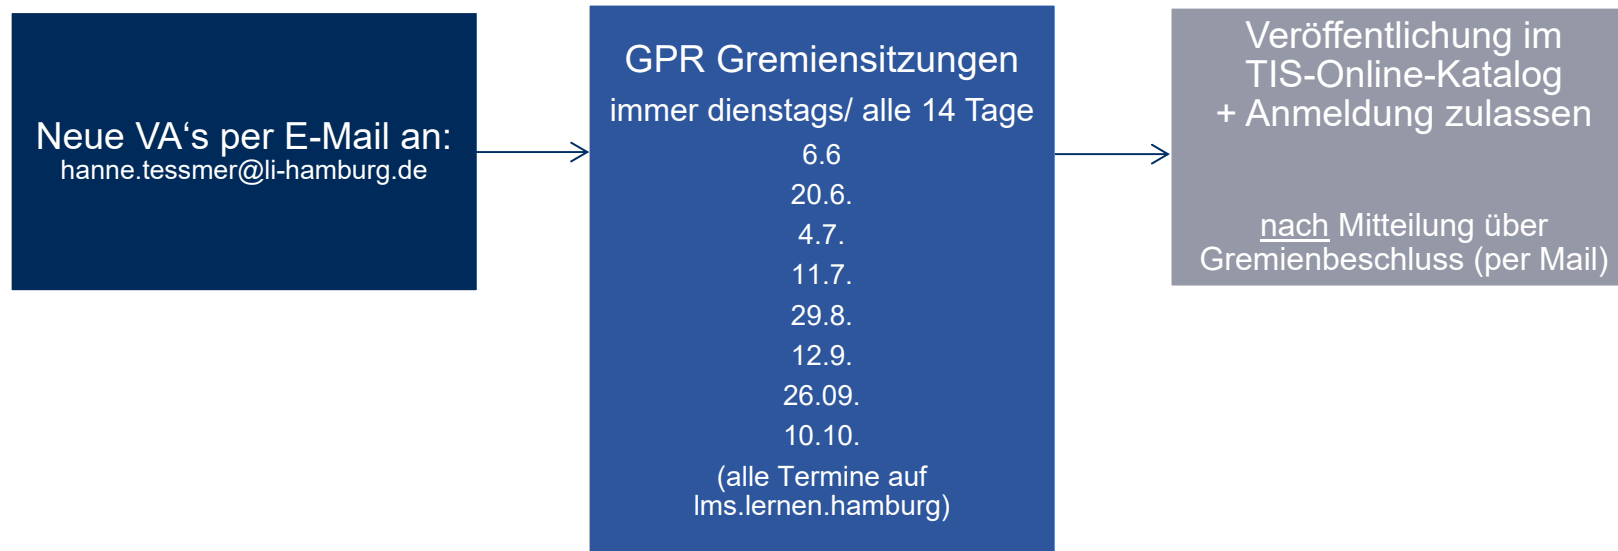 Neue VA‘s per E-Mail an:
hanne.tessmer@li-hamburg.de
GPR Gremiensitzungen
immer dienstags/ alle 14 Tage
6.6
20.6.
4.7.
11.7.
29.8.
12.9.
26.09.
10.10.
(alle Termine auf
lms.lernen.hamburg)
Veröffentlichung im
TIS-Online-Katalog
+ Anmeldung zulassen
nach Mitteilung über
Gremienbeschluss (per Mail)